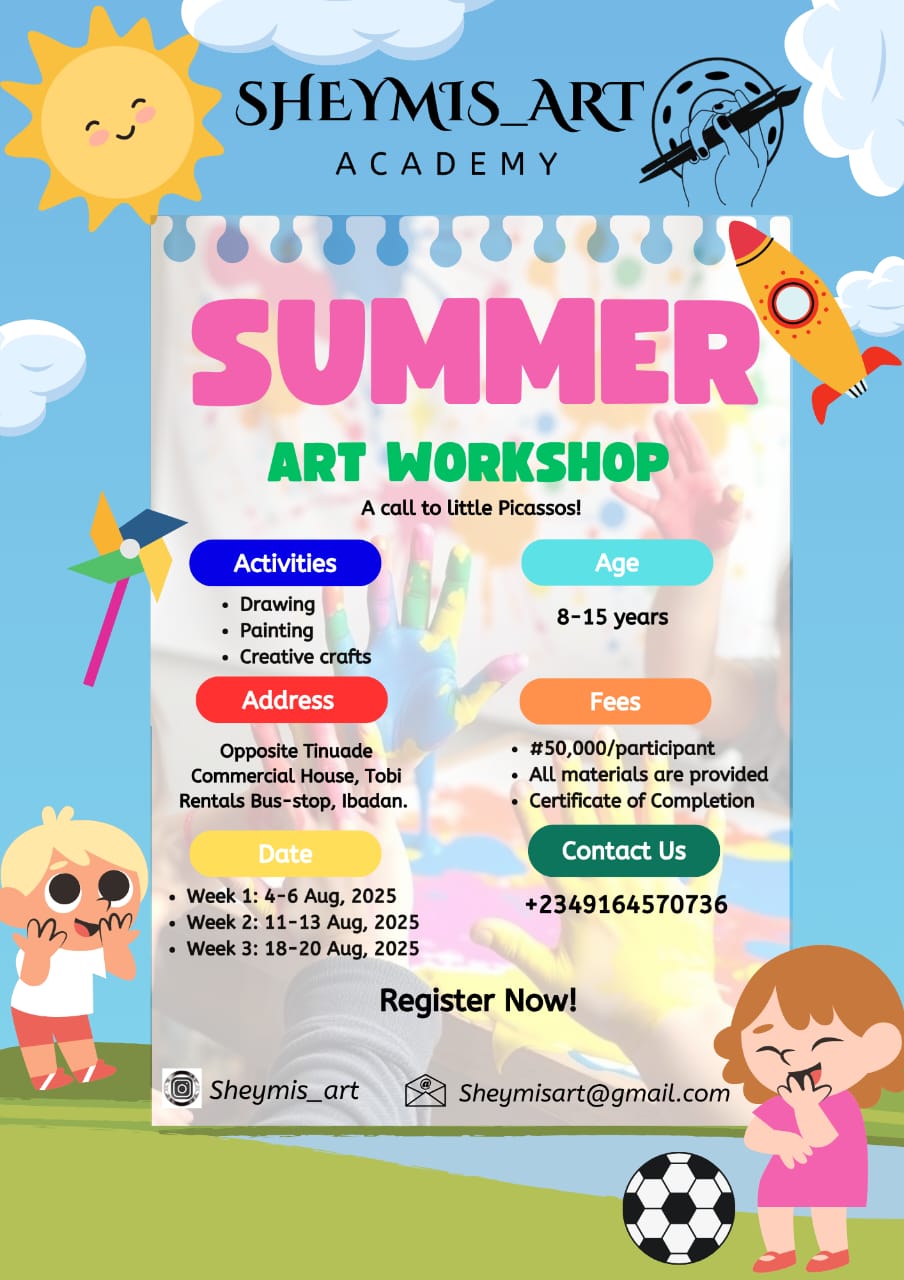 SHEYMIS_ART
ACADEMY
SUMMER
ART WORKSHOP
A call to little Picassos!
Activities
• Drawing
• Painting
• Creative crafts
Age
8-15 years
Address
Opposite Tinuade
Commercial House, Tobi
Rentals Bus-stop, Ibadan.
Fees
• #50,000/participant
• All materials are provided
• Certificate of Completion
Date
• Week 1: 4-6 Aug, 2025
• Week 2: 11-13 Aug, 2025
• Week 3: 18-20 Aug, 2025
Contact Us
+2349164570736
Register Now!
Sheymis_art
@
Sheymisart@gmail.com